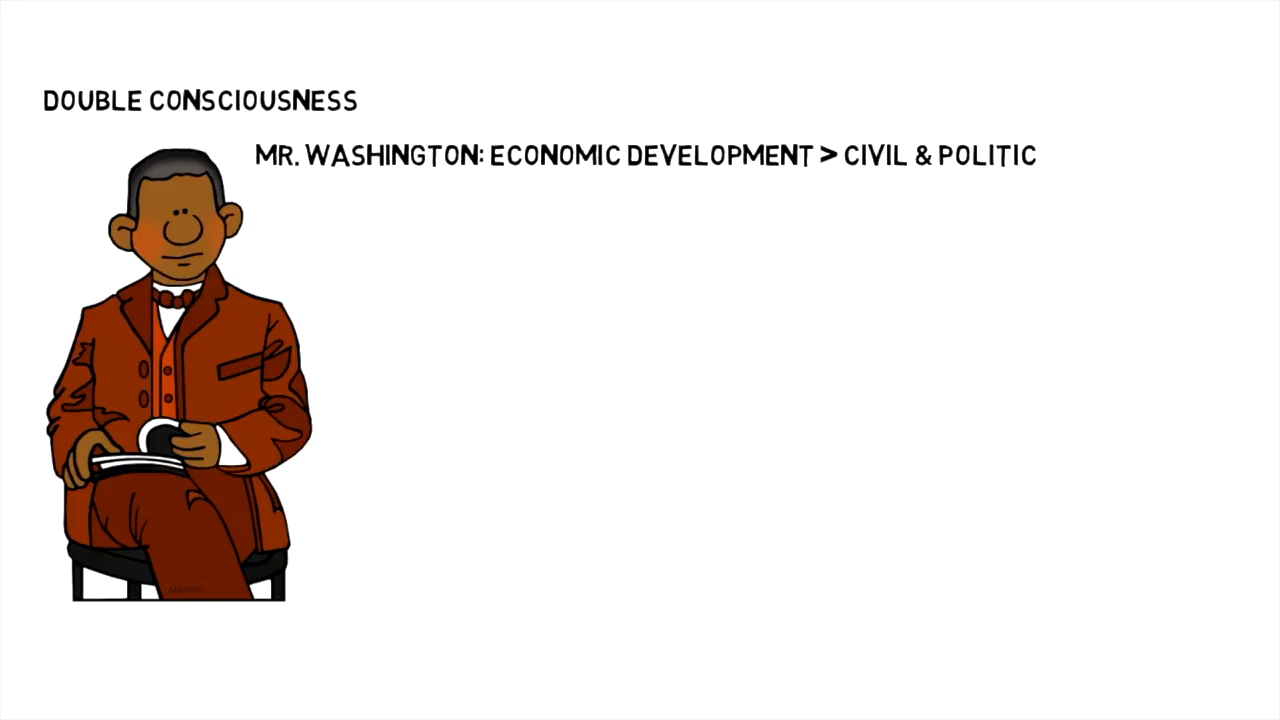 DOUBLE CONSCIOUSNESS
MR. WASHINGTON: ECONOMIC DEVELOPMENT > CIVIL & POLITIC